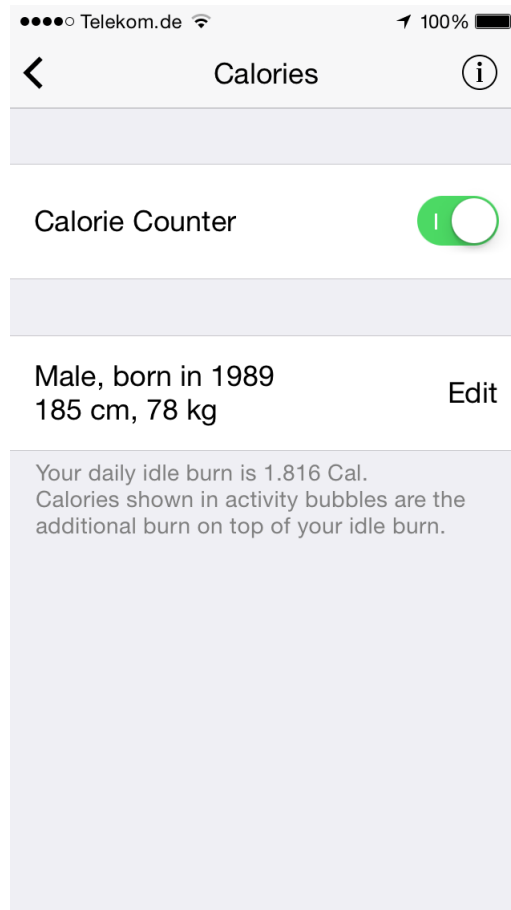 Telekom.de 100%
Calories
Calorie Counter
Male, born in 1989
185 cm, 78 kg
Edit
Your daily idle burn is 1.816 Cal.
Calories shown in activity bubbles are the
additional burn on top of your idle burn.